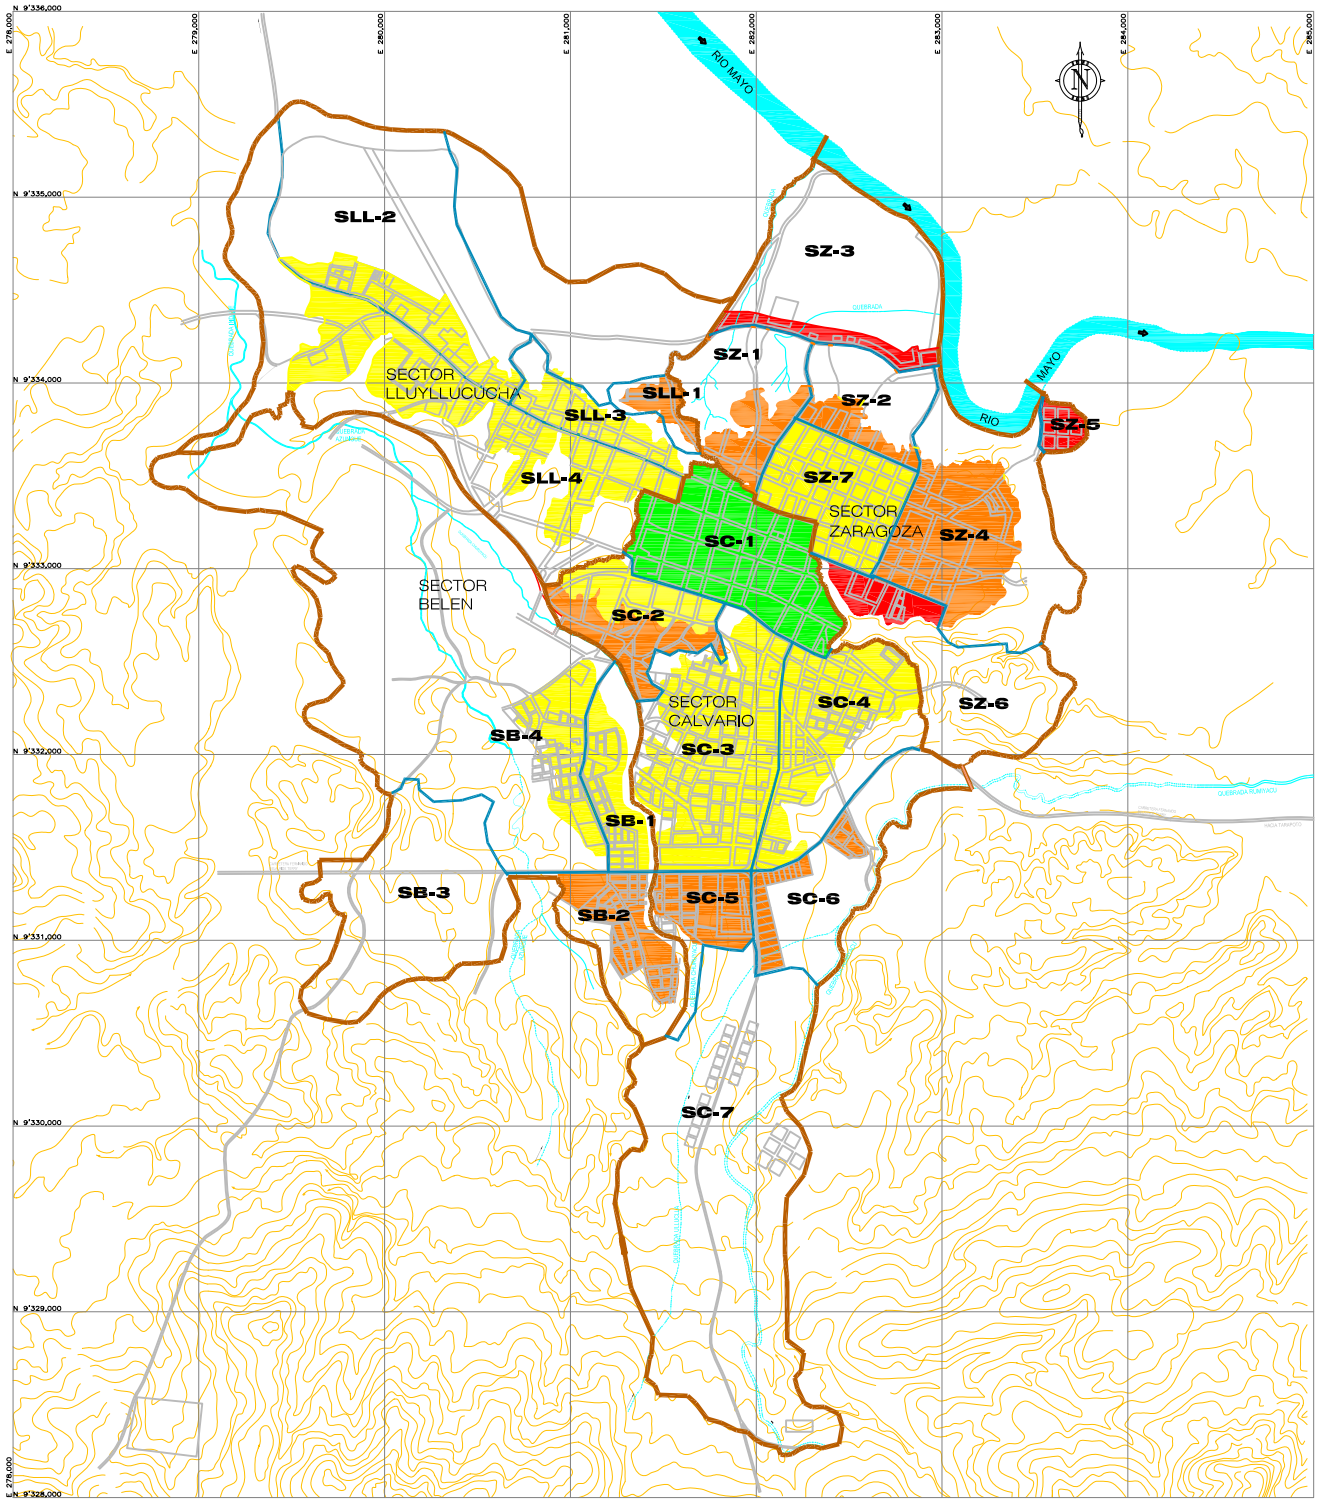 N 9'336,000
E 278,000
E 279,000
E 280,000
E 281,000
E 282,000
E 283,000
E 284,000
E 285,000
RIO MAYO
N
N 9'335,000
SLL-2
SZ-3
QUEBRADA
SZ-1
MAYO
N 9'334,000
SECTOR
LLUYLLUCUCHA
SLL-1
SZ-2
SLL-3
RIO
SZ-5
QUEBRADA
AZUNGUE
SLL-4
SZ-7
SECTOR
ZARAGOZA
SC-1
SZ-4
N 9'333,000
SECTOR
BELEN
SC-2
SECTOR
CALVARIO
SC-4
SZ-6
SB-4
SC-3
N 9'332,000
QUEBRADA RUMIYACU
SB-1
SB-3
SC-5
SC-6
SB-2
N 9'331,000
SC-7
N 9'330,000
N 9'329,000
E 278,000
N 9'328,000